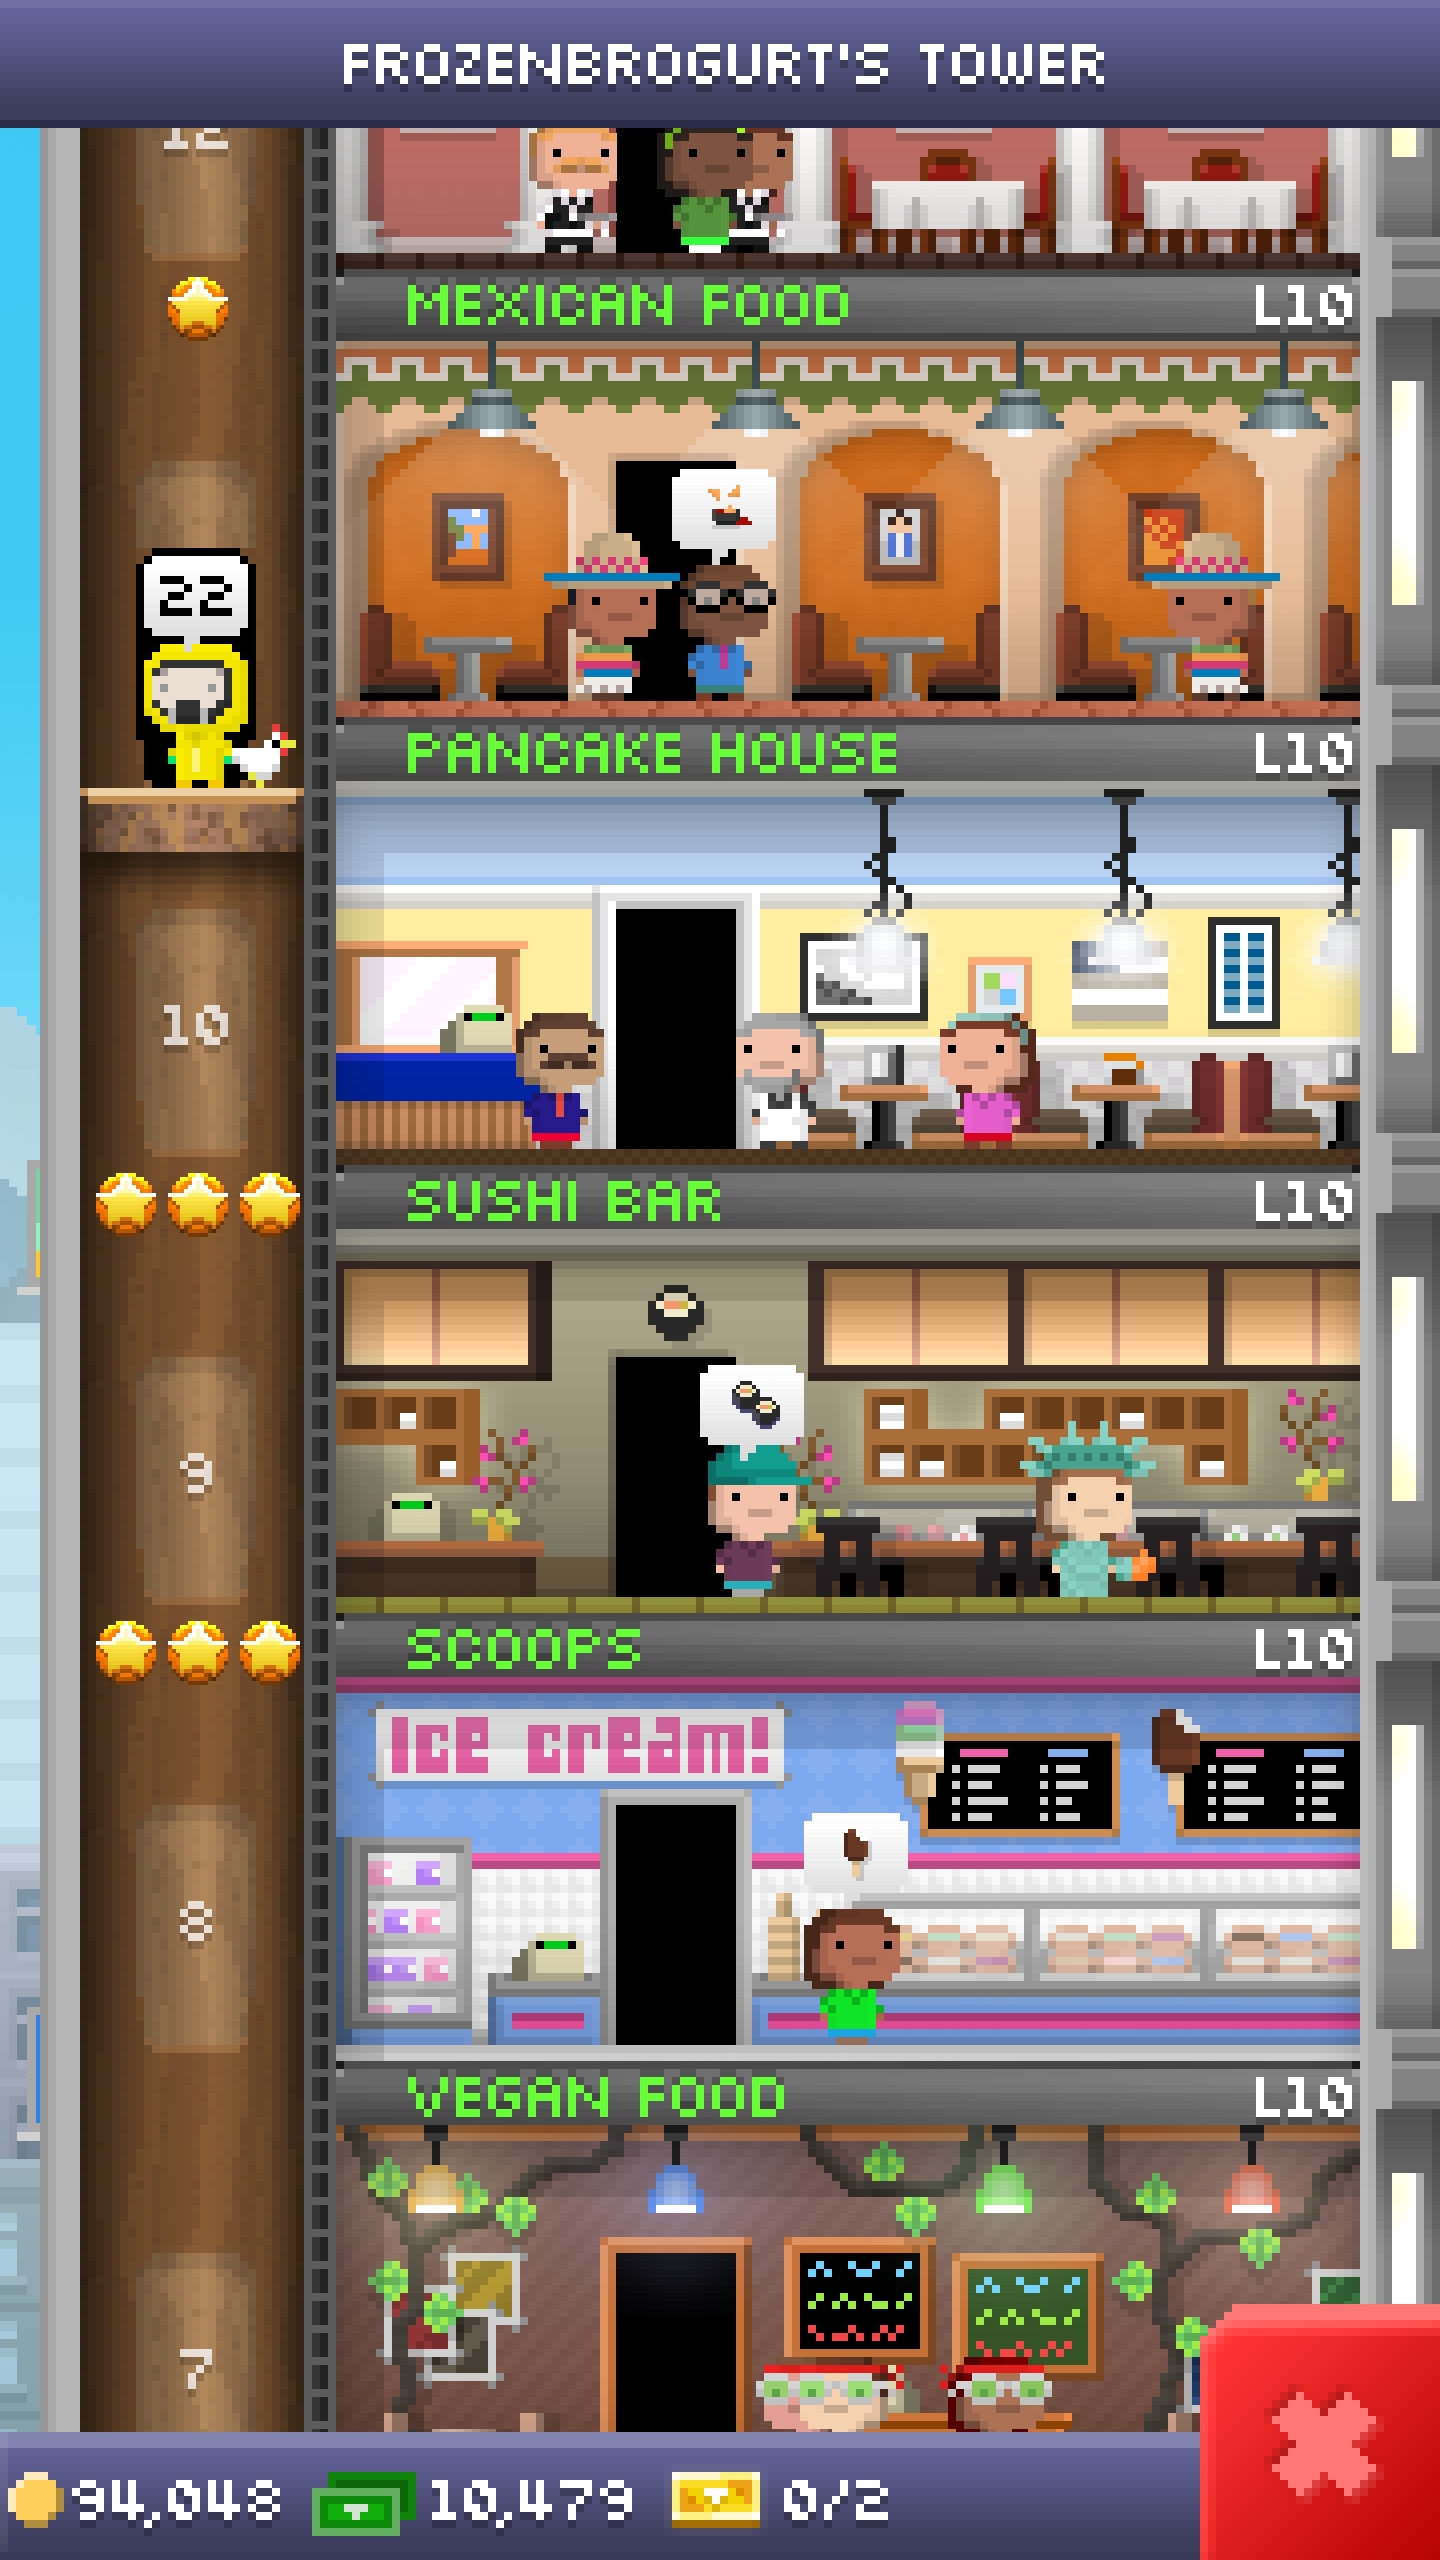 FROZENBROGURT'S TOWER
12
MEXICAN FOOD L10
22
PANCAKE HOUSE L10
10
SUSHI BAR L10
9
SCOOPS L10
Ice cream!
8
VEGAN FOOD L10
7
94,048 10,479 0/2